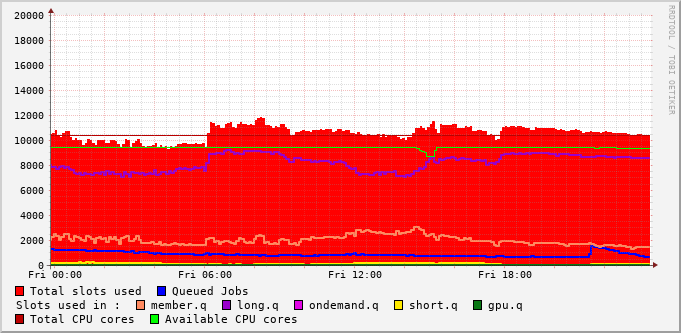 20000
18000
16000
14000
12000
10000
8000
6000
4000
2000
0
Fri 00:00 Fri 06:00 Fri 12:00 Fri 18:00
RRDTOOL / TOBI OETIKER
Total slots used Queued Jobs
Slots used in : member.q long.q ondemand.q short.q gpu.q
Total CPU cores Available CPU cores